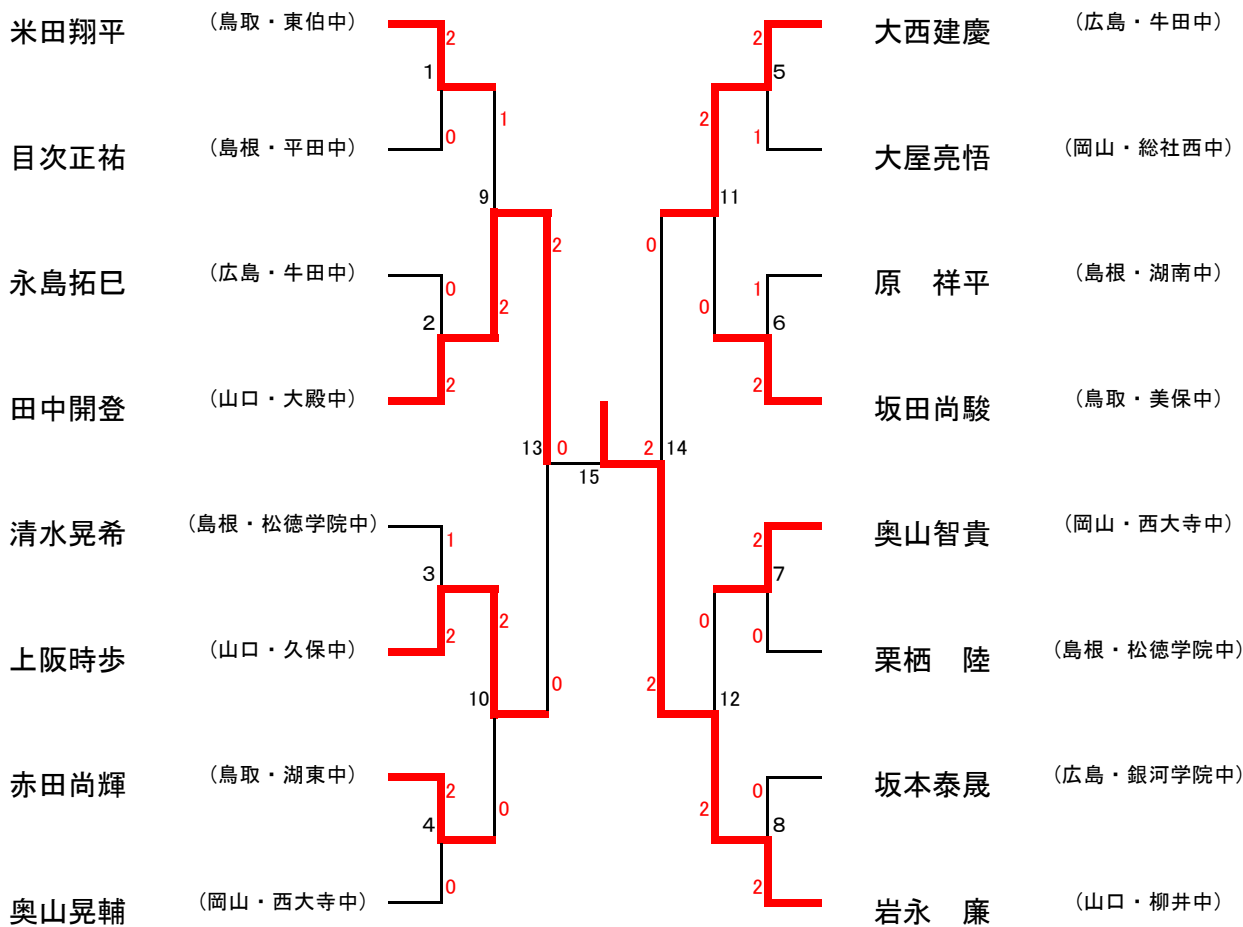 米田翔平 （鳥取・東伯中） 2 2 大西建慶 （広島・牛田中）
1 5
1 2
目次正祐 （島根・平田中） 0 1 大屋亮悟 （岡山・総社西中）
9 11
2 0
永島拓巳 （広島・牛田中） 0 1 原　祥平 （島根・湖南中）
2 2 0 6
田中開登 （山口・大殿中） 2 2 坂田尚駿 （鳥取・美保中）
13 0 2 14
15
清水晃希 （島根・松徳学院中） 1 2 奥山智貴 （岡山・西大寺中）
3 7
2 0
上阪時歩 （山口・久保中） 2 0 栗栖　陸 （島根・松徳学院中）
0 2
10 12
赤田尚輝 （鳥取・湖東中） 2 0 坂本泰晟 （広島・銀河学院中）
0 2
4 8
奥山晃輔 （岡山・西大寺中） 0 2 岩永　廉 （山口・柳井中）